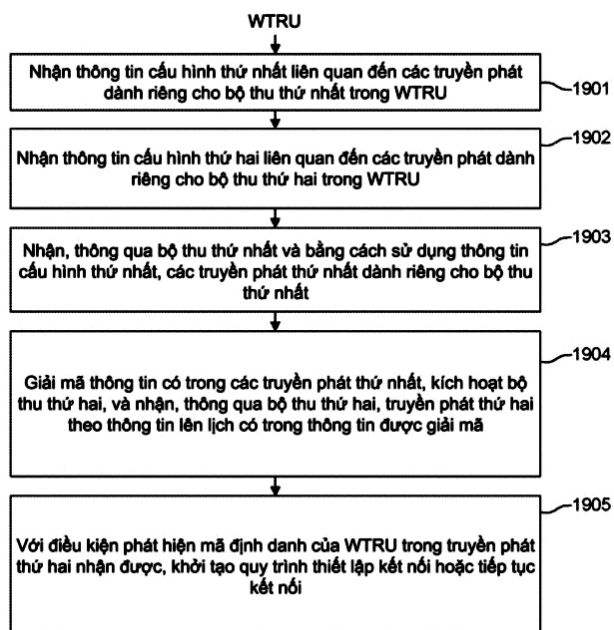 WTRU
Nhận thông tin cấu hình thứ nhất liên quan đến các truyền phát
dành riêng cho bộ thu thứ nhất trong WTRU
1901
1902
Nhận thông tin cấu hình thứ hai liên quan đến các truyền phát dành
riêng cho bộ thu thứ hai trong WTRU
1903
Nhận, thông qua bộ thu thứ nhất và bằng cách sử dụng thông tin
cấu hình thứ nhất, các truyền phát thứ nhất dành riêng cho bộ thu
thứ nhất
1904
Giải mã thông tin có trong các truyền phát thứ nhất, kích hoạt bộ
thu thứ hai, và nhận, thông qua bộ thu thứ hai, truyền phát thứ hai
theo thông tin lên lịch có trong thông tin được giải mã
1905
Với điều kiện phát hiện mã định danh của WTRU trong truyền phát
thứ hai nhận được, khởi tạo quy trình thiết lập kết nối hoặc tiếp tục
kết nối